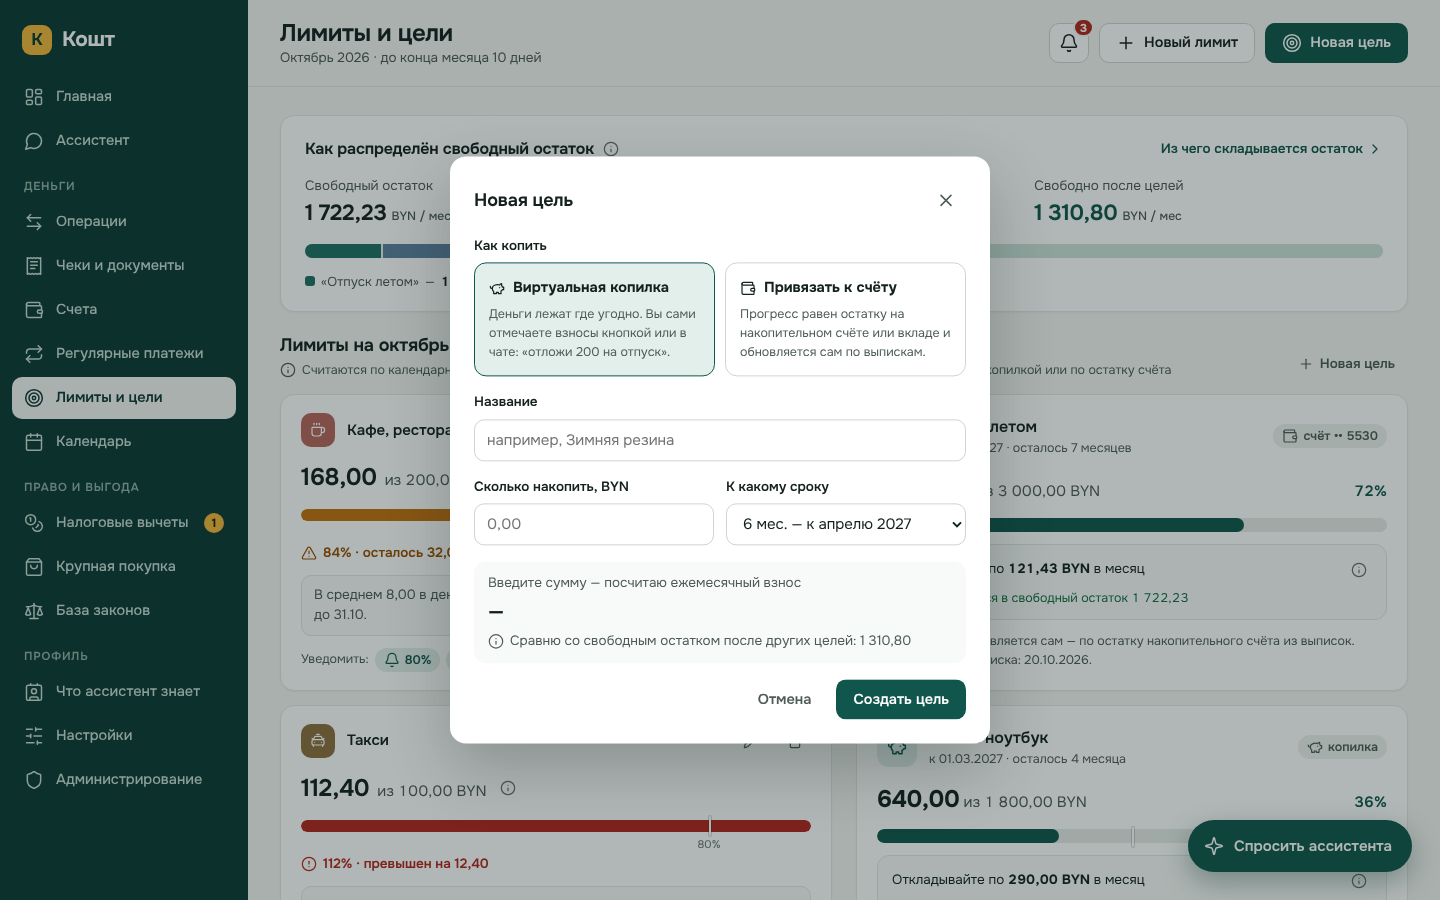 К Кошт
Главная
Ассистент
ДЕНЬГИ
Операции
Чеки и документы
Счета
Регулярные платежи
Лимиты и цели
Календарь
ПРАВО И ВЫГОДА
Налоговые вычеты 1
Крупная покупка
База законов
ПРОФИЛЬ
Что ассистент знает
Настройки
Администрирование
Лимиты и цели
Октябрь 2026 · до конца месяца 10 дней
3
Новый лимит
Новая цель
Как распределён свободный остаток
Из чего складывается остаток
Свободный остаток
1 722,23 BYN / мес
Свободно после целей
1 310,80 BYN / мес
«Отпуск летом» — 1
Лимиты на октябрь
Считаются по календарн
Кафе, рестора
168,00 из 200,0
84% · осталось 32,0
В среднем 8,00 в ден
до 31.10.
Уведомить: 80%
Такси
112,40 из 100,00 BYN
80%
112% · превышен на 12,40
Новая цель
Как копить
Виртуальная копилка
Деньги лежат где угодно. Вы сами
отмечаете взносы кнопкой или в
чате: «отложи 200 на отпуск».
Привязать к счёту
Прогресс равен остатку на
накопительном счёте или вкладе и
обновляется сам по выпискам.
Название
например, Зимняя резина
Сколько накопить, BYN
0,00
К какому сроку
6 мес. — к апрелю 2027
Введите сумму — посчитаю ежемесячный взнос
—
Сравню со свободным остатком после других целей: 1 310,80
Отмена
Создать цель
копилкой или по остатку счёта
Новая цель
летом
27 · осталось 7 месяцев
счёт •• 5530
3 000,00 BYN
72%
по 121,43 BYN в месяц
я в свободный остаток 1 722,23
вляется сам — по остатку накопительного счёта из выписок.
иска: 20.10.2026.
ноутбук
к 01.03.2027 · осталось 4 месяца
копилка
640,00 из 1 800,00 BYN
36%
Откладывайте по 290,00 BYN в месяц
Спросить ассистента